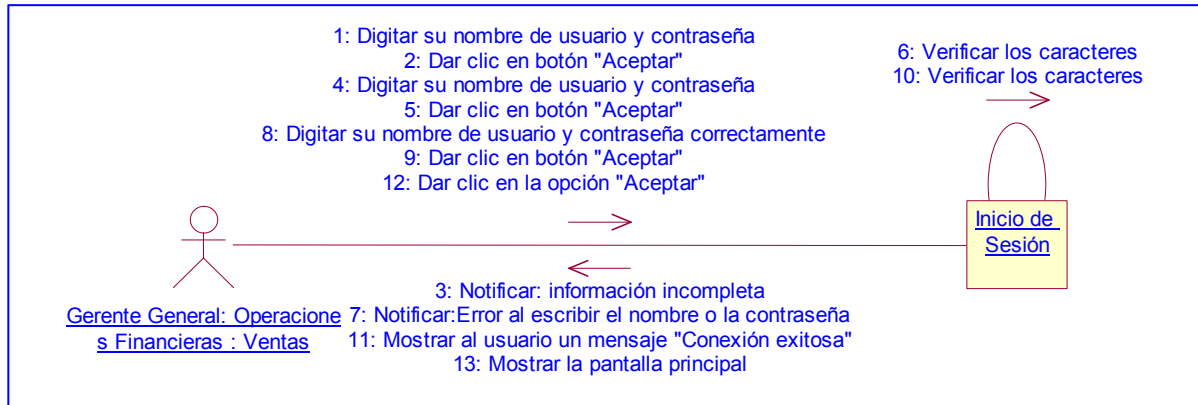 1: Digitar su nombre de usuario y contraseña
2: Dar clic en botón "Aceptar"
4: Digitar su nombre de usuario y contraseña
5: Dar clic en botón "Aceptar"
8: Digitar su nombre de usuario y contraseña correctamente
9: Dar clic en botón "Aceptar"
12: Dar clic en la opción "Aceptar"
6: Verificar los caracteres
10: Verificar los caracteres
Inicio de
Sesión
Gerente General: Operacione
s Financieras : Ventas
3: Notificar: información incompleta
7: Notificar:Error al escribir el nombre o la contraseña
11: Mostrar al usuario un mensaje "Conexión exitosa"
13: Mostrar la pantalla principal